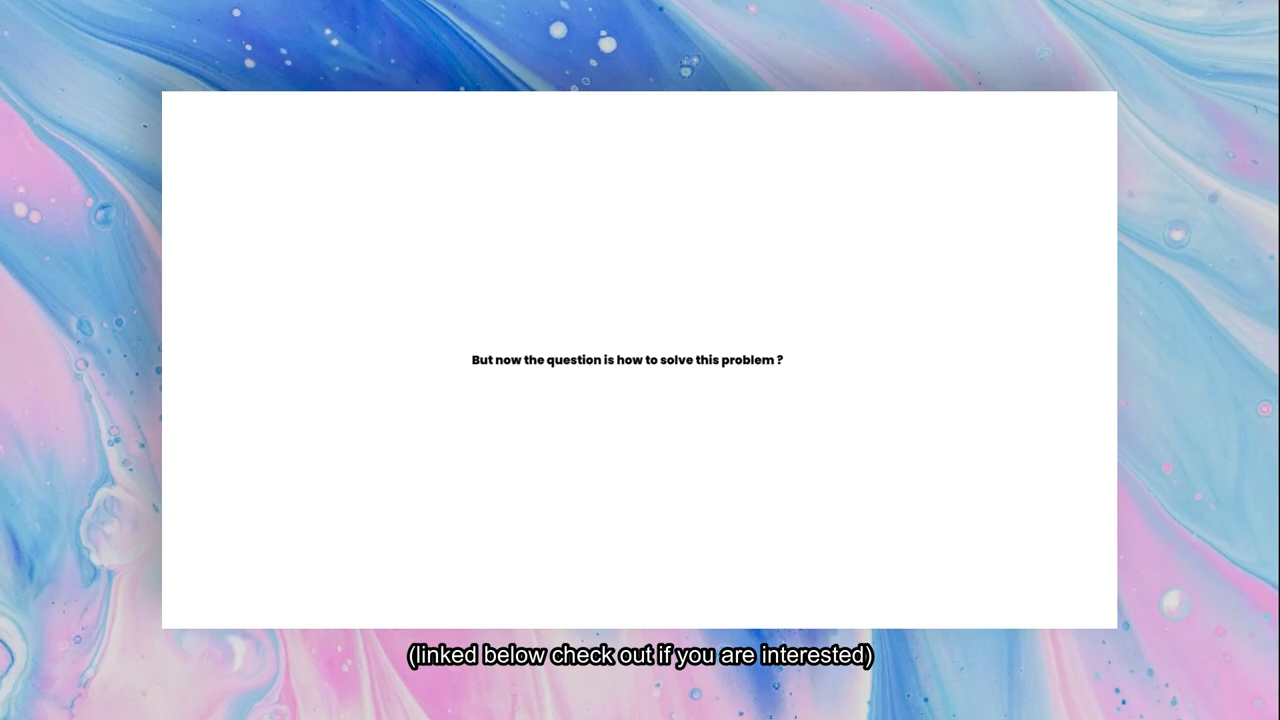 But now the question is how to solve this problem ?
(linked below check out if you are interested)